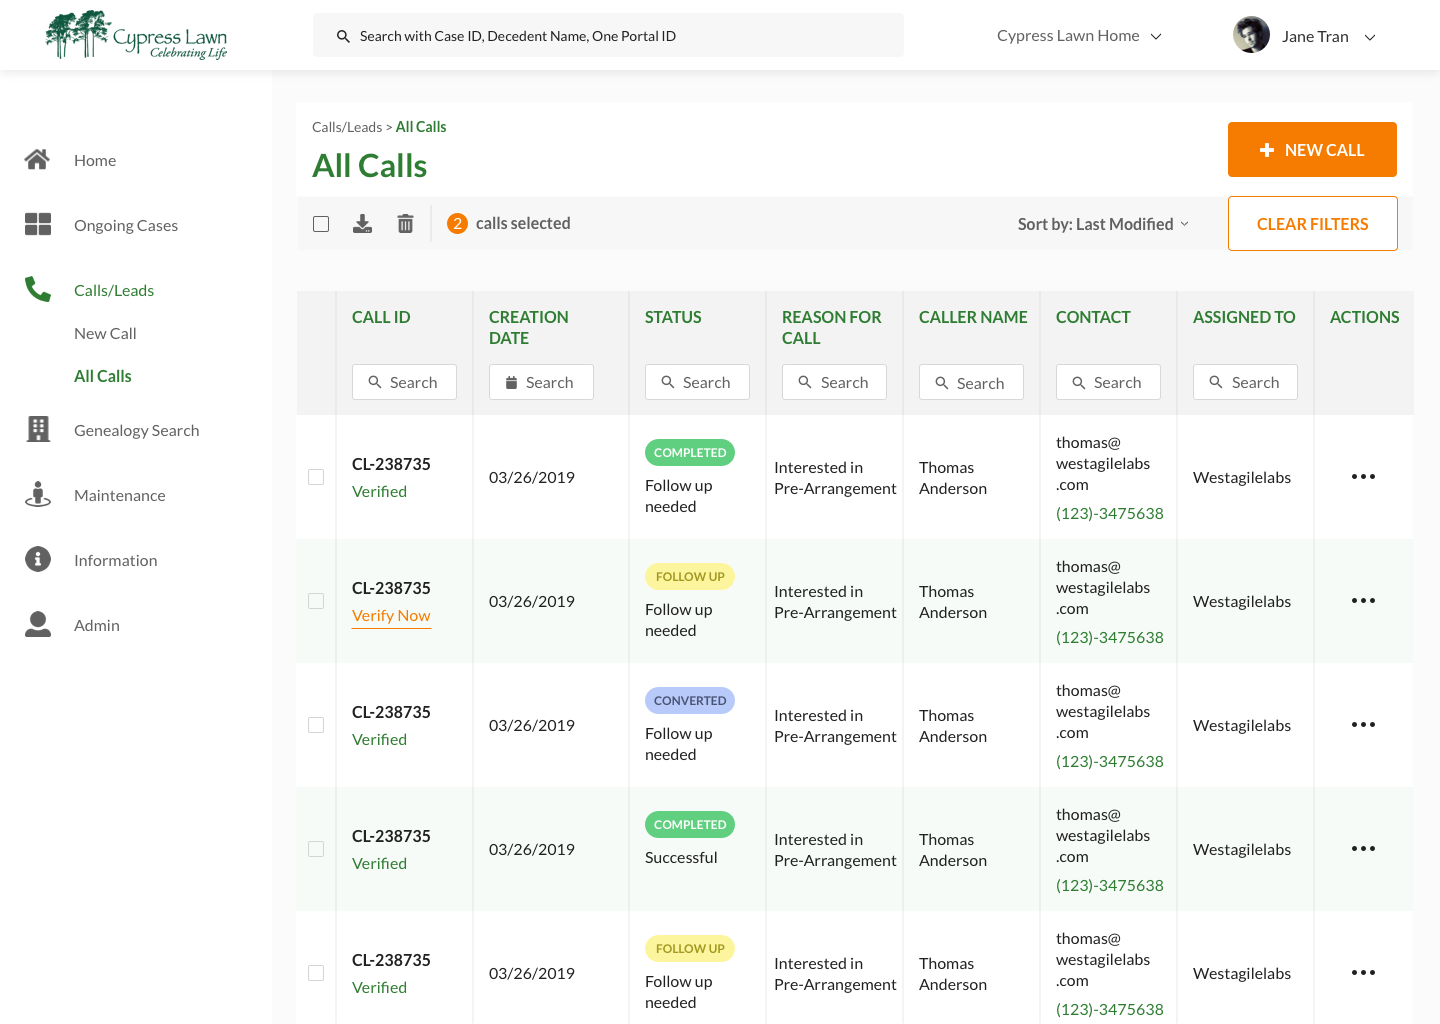 Cypress Lawn
Celebrating Life
Search with Case ID, Decedent Name, One Portal ID
Cypress Lawn Home
Jane Tran
Home
Ongoing Cases
Calls/Leads
New Call
All Calls
Genealogy Search
Maintenance
Information
Admin
Calls/Leads > All Calls
All Calls
NEW CALL
2 calls selected
Sort by: Last Modified
CLEAR FILTERS
CALL ID
CREATION
DATE
STATUS
REASON FOR
CALL
CALLER NAME
CONTACT
ASSIGNED TO
ACTIONS
Search
Search
Search
Search
Search
Search
Search
CL-238735
Verified
03/26/2019
COMPLETED
Follow up
needed
Interested in
Pre-Arrangement
Thomas
Anderson
thomas@
westagilelabs
.com
(123)-3475638
Westagilelabs
CL-238735
Verify Now
03/26/2019
FOLLOW UP
Follow up
needed
Interested in
Pre-Arrangement
Thomas
Anderson
thomas@
westagilelabs
.com
(123)-3475638
Westagilelabs
CL-238735
Verified
03/26/2019
CONVERTED
Follow up
needed
Interested in
Pre-Arrangement
Thomas
Anderson
thomas@
westagilelabs
.com
(123)-3475638
Westagilelabs
CL-238735
Verified
03/26/2019
COMPLETED
Successful
Interested in
Pre-Arrangement
Thomas
Anderson
thomas@
westagilelabs
.com
(123)-3475638
Westagilelabs
CL-238735
Verified
03/26/2019
FOLLOW UP
Follow up
needed
Interested in
Pre-Arrangement
Thomas
Anderson
thomas@
westagilelabs
.com
(123)-3475638
Westagilelabs